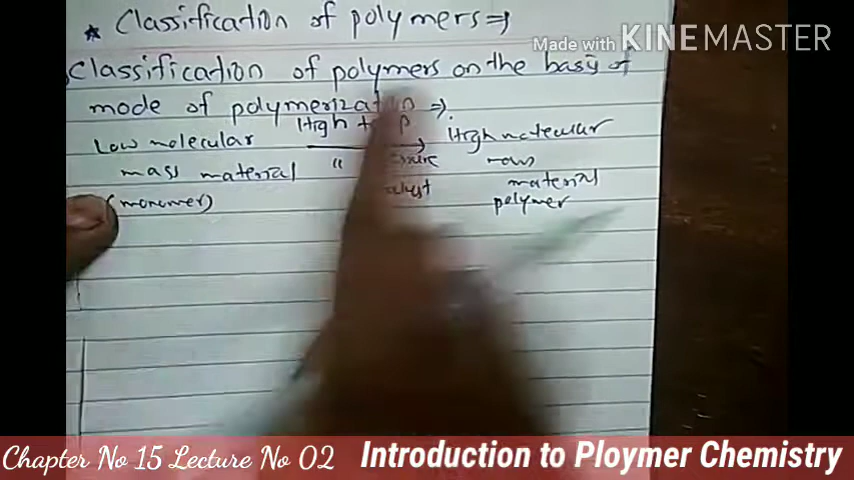 * Classification of polymers ⇒
Made with KINEMASTER
Classification of polymers on the basis of
mode of polymerization ⇒.
Low molecular High High molecular
mass material " mass
(monomer) material
polymer
Chapter No 15 Lecture No 02 Introduction to Ploymer Chemistry